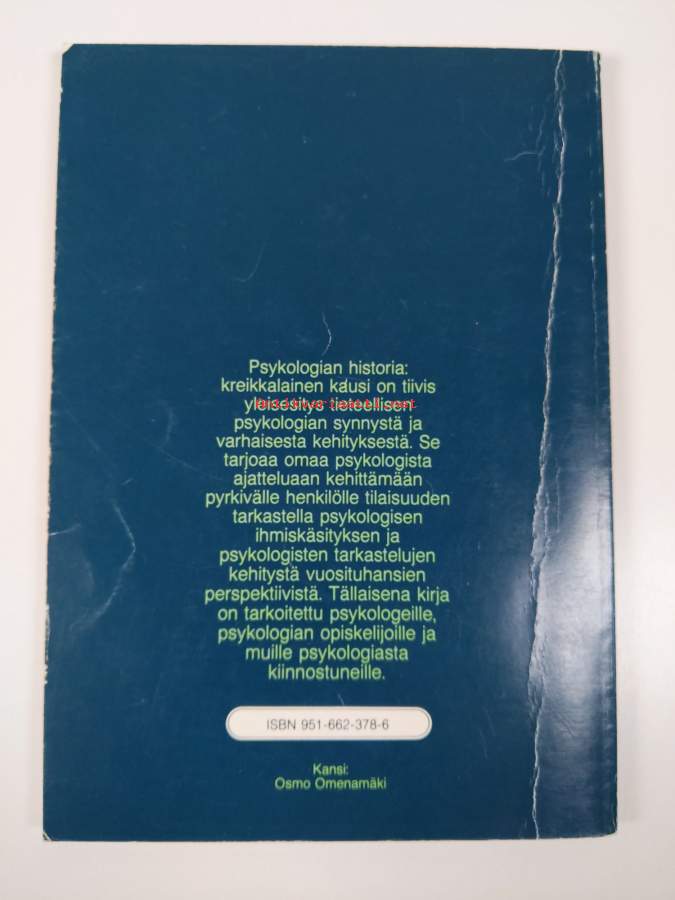 Psykologian historia:
kreikkalainen kausi on tiivis
yleisesitys tieteellisen
psykologian synnystä ja
varhaisesta kehityksestä. Se
tarjoaa omaa psykologista
ajatteluaan kehittämään
pyrkivälle henkilölle tilaisuuden
tarkastella psykologisen
ihmiskäsityksen ja
psykologisten tarkastelujen
kehitystä vuosituhansien
perspektiivistä. Tällaisena kirja
on tarkoitettu psykologeille,
psykologian opiskelijoille ja
muille psykologiasta
kiinnostuneille.
ISBN 951-662-378-6
Kansi:
Osmo Omenamäki